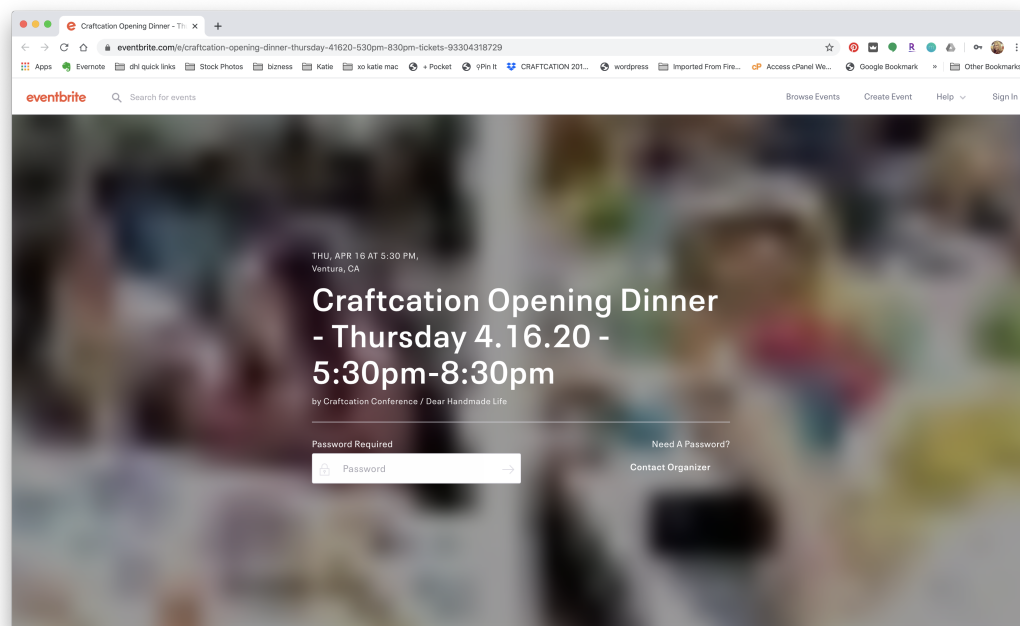 Craftcation Opening Dinner - Th
eventbrite.com/e/craftcation-opening-dinner-thursday-41620-530pm-830pm-tickets-93304318729
Apps Evernote dhl quick links Stock Photos bizness Katie xo katie mac + Pocket Pin It CRAFTCATION 201... wordpress Imported From Fire... cP Access cPanel We... Google Bookmark » Other Bookmarks
eventbrite Search for events Browse Events Create Event Help Sign In
THU, APR 16 AT 5:30 PM,
Ventura, CA
Craftcation Opening Dinner
- Thursday 4.16.20 -
5:30pm-8:30pm
by Craftcation Conference / Dear Handmade Life
Password Required Need A Password?
Password Contact Organizer